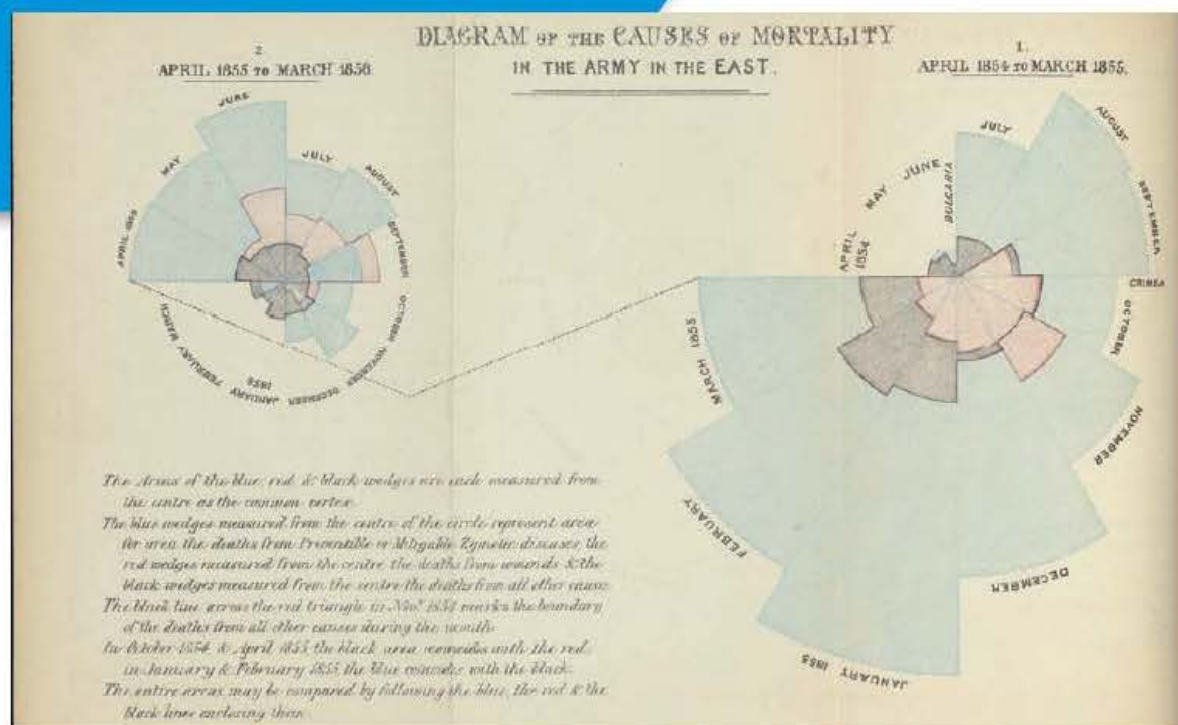 DIAGRAM OF THE CAUSES OF MORTALITY
IN THE ARMY IN THE EAST.
2
APRIL 1855 TO MARCH 1856
1.
APRIL 1854 TO MARCH 1855.
APRIL 1855
MAY
JUNE
JULY
AUGUST
SEPTEMBER
OCTOBER
NOVEMBER
DECEMBER
JANUARY
1856
FEBRUARY
MARCH
APRIL
1854
MAY
JUNE
BULGARIA
JULY
AUGUST
SEPTEMBER
CRIMEA
OCTOBER
NOVEMBER
DECEMBER
JANUARY 1855
FEBRUARY
MARCH 1855
The Areas of the blue, red, & black wedges are each measured from
the centre as the common vertex.
The blue wedges measured from the centre of the circle represent area
for area the deaths from Preventible or Mitigable Zymotic diseases, the
red wedges measured from the centre the deaths from wounds, & the
black wedges measured from the centre the deaths from all other causes.
The black line across the red triangle in Novr. 1854 marks the boundary
of the deaths from all other causes during the month.
In October 1854, & April 1855, the black area coincides with the red,
in January & February 1855, the blue coincides with the black.
The entire areas may be compared by following the blue, the red & the
black lines enclosing them.